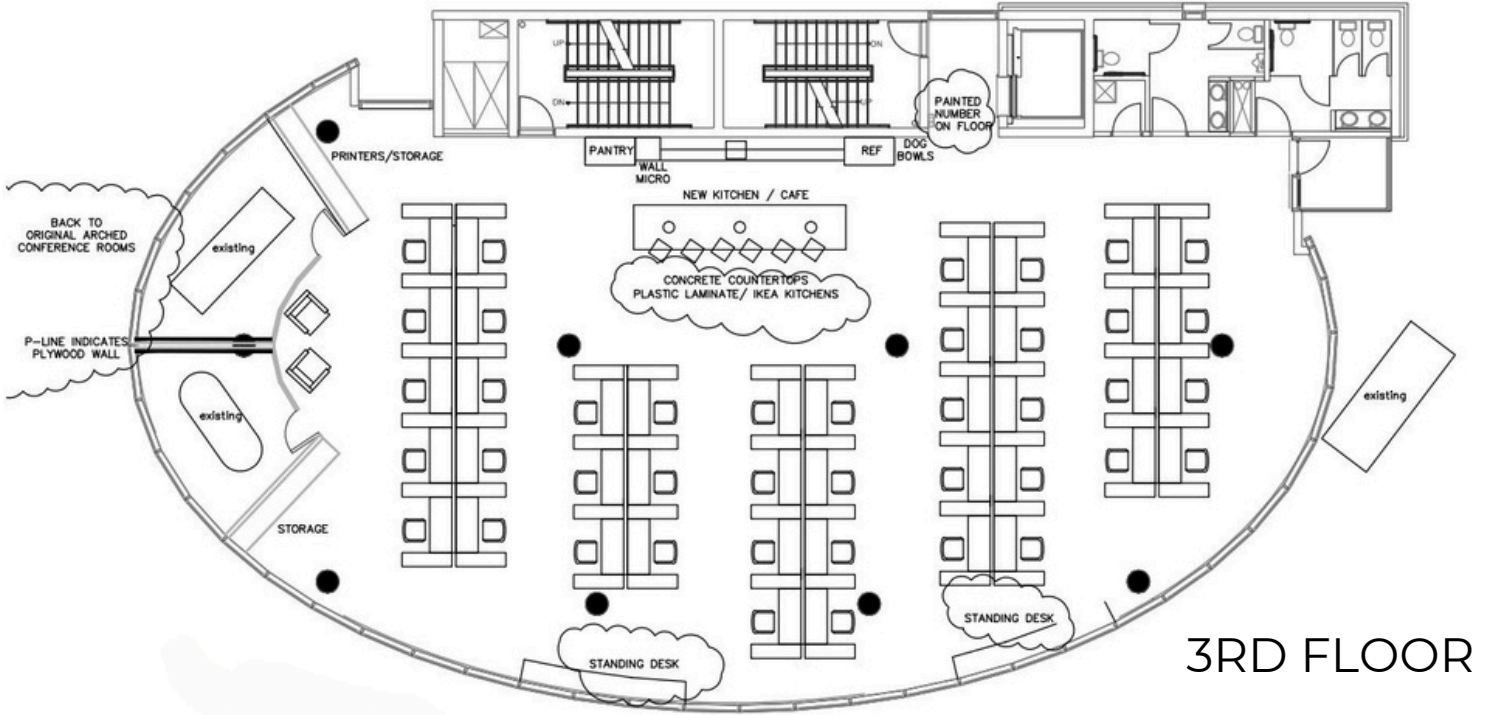 UP
DN
DN
UP
PAINTED
NUMBER
ON FLOOR
PRINTERS/STORAGE
PANTRY
WALL
MICRO
REF
DOG
BOWLS
NEW KITCHEN / CAFE
BACK TO
ORIGINAL ARCHED
CONFERENCE ROOMS
existing
CONCRETE COUNTERTOPS
PLASTIC LAMINATE/ IKEA KITCHENS
P-LINE INDICATES
PLYWOOD WALL
existing
existing
STORAGE
STANDING DESK
STANDING DESK
3RD FLOOR